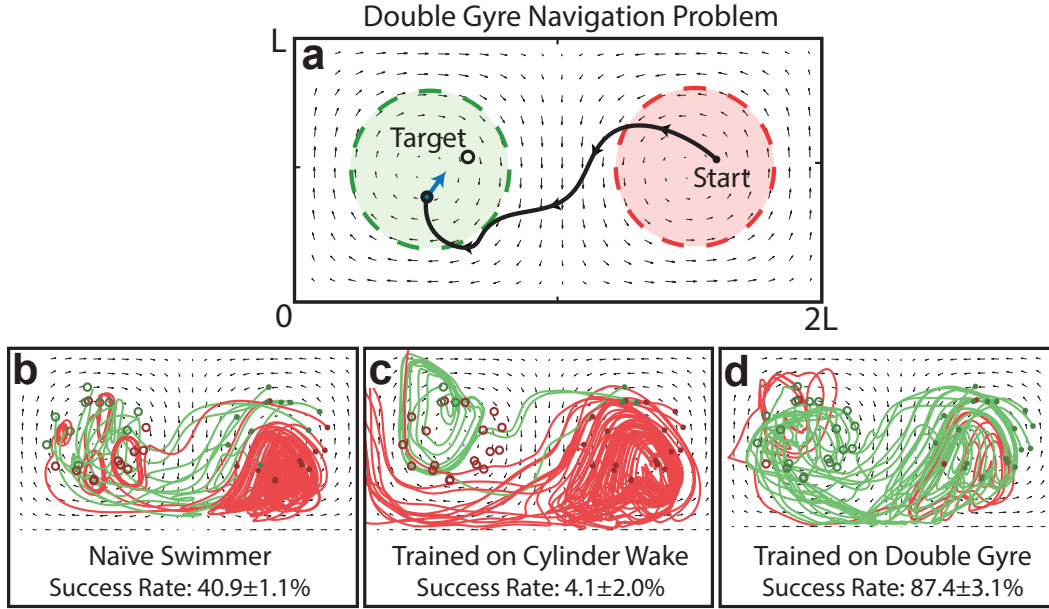 Double Gyre Navigation Problem
L
a
Target
Start
0
2L
b
c
d
Naïve Swimmer
Success Rate: 40.9±1.1%
Trained on Cylinder Wake
Success Rate: 4.1±2.0%
Trained on Double Gyre
Success Rate: 87.4±3.1%